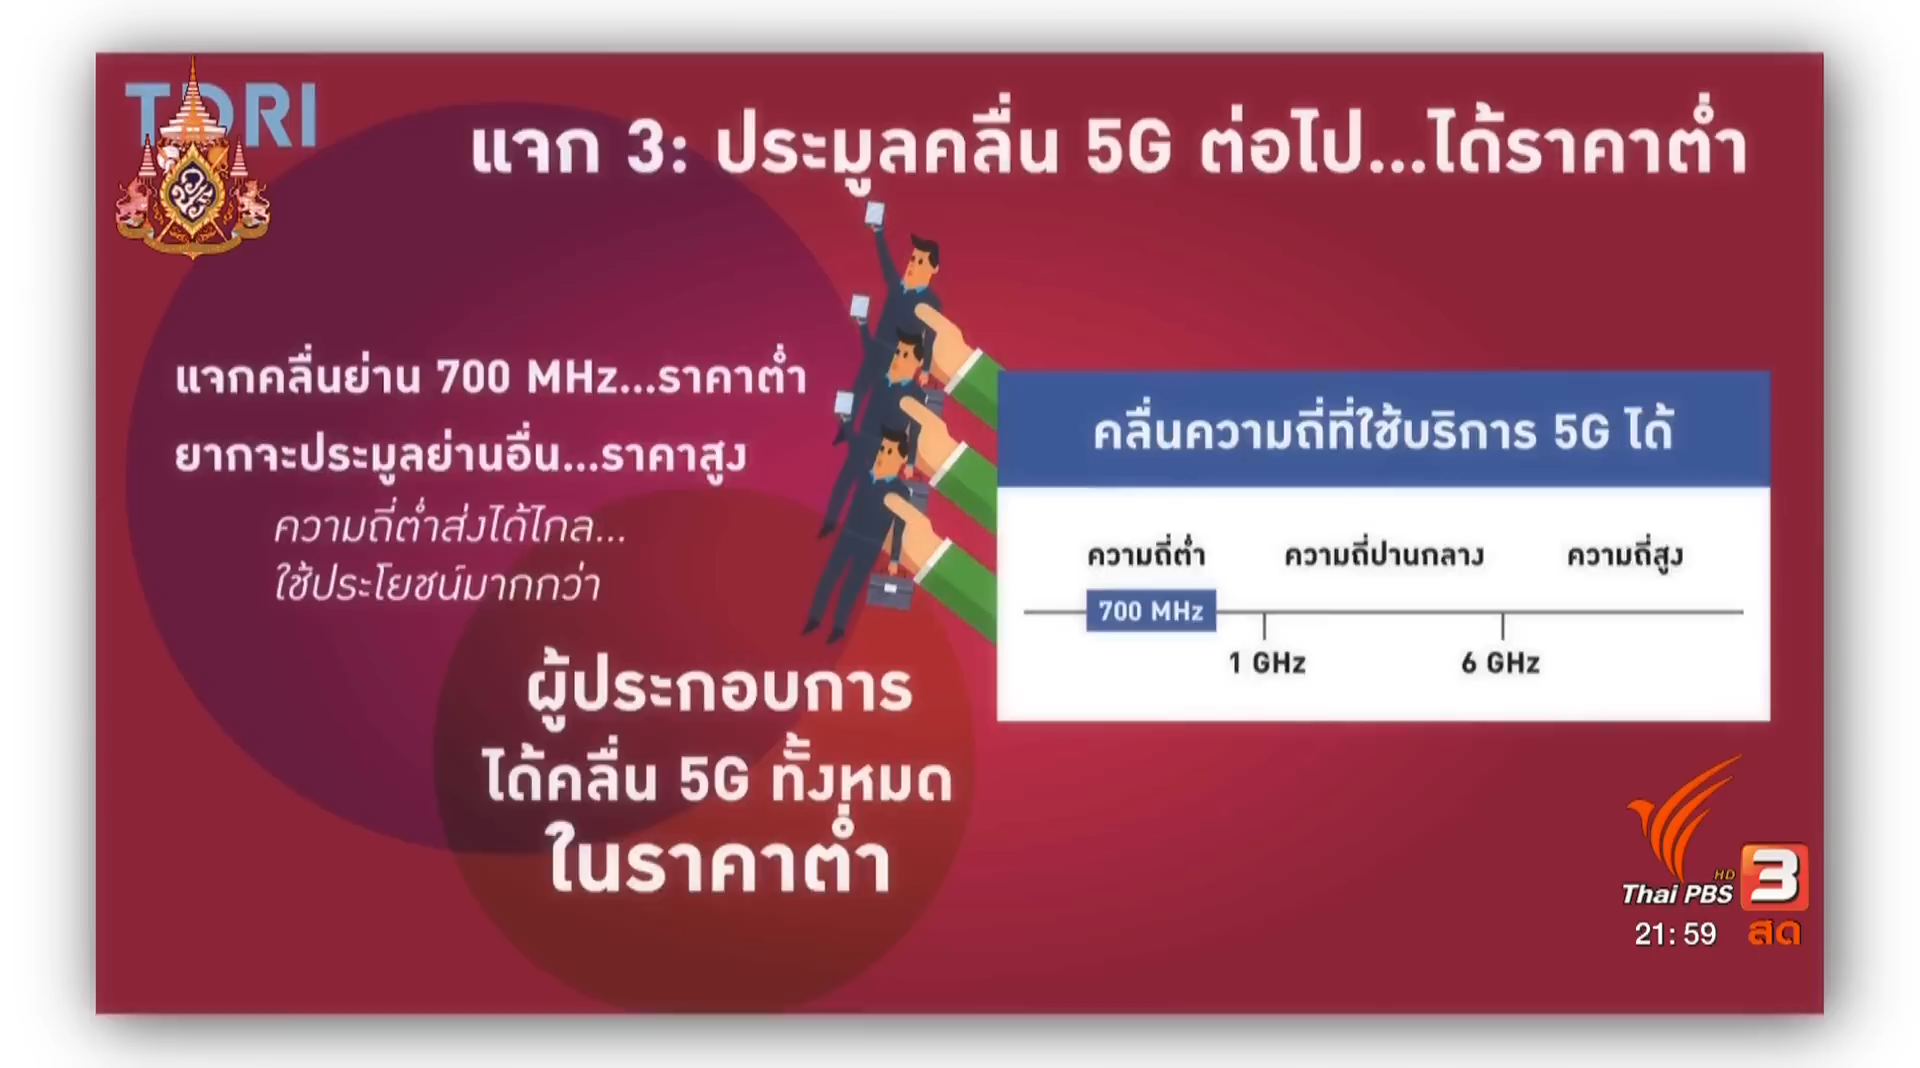 TDRI
แจก 3: ประมูลคลื่น 5G ต่อไป...ได้ราคาต่ำ
แจกคลื่นย่าน 700 MHz...ราคาต่ำ
ยากจะประมูลย่านอื่น...ราคาสูง
ความถี่ต่ำส่งได้ไกล...
ใช้ประโยชน์มากกว่า
ผู้ประกอบการ
ได้คลื่น 5G ทั้งหมด
ในราคาต่ำ
คลื่นความถี่ที่ใช้บริการ 5G ได้
ความถี่ต่ำ ความถี่ปานกลาง ความถี่สูง
700 MHz
1 GHz 6 GHz
HD
Thai PBS 3
21:59 สด